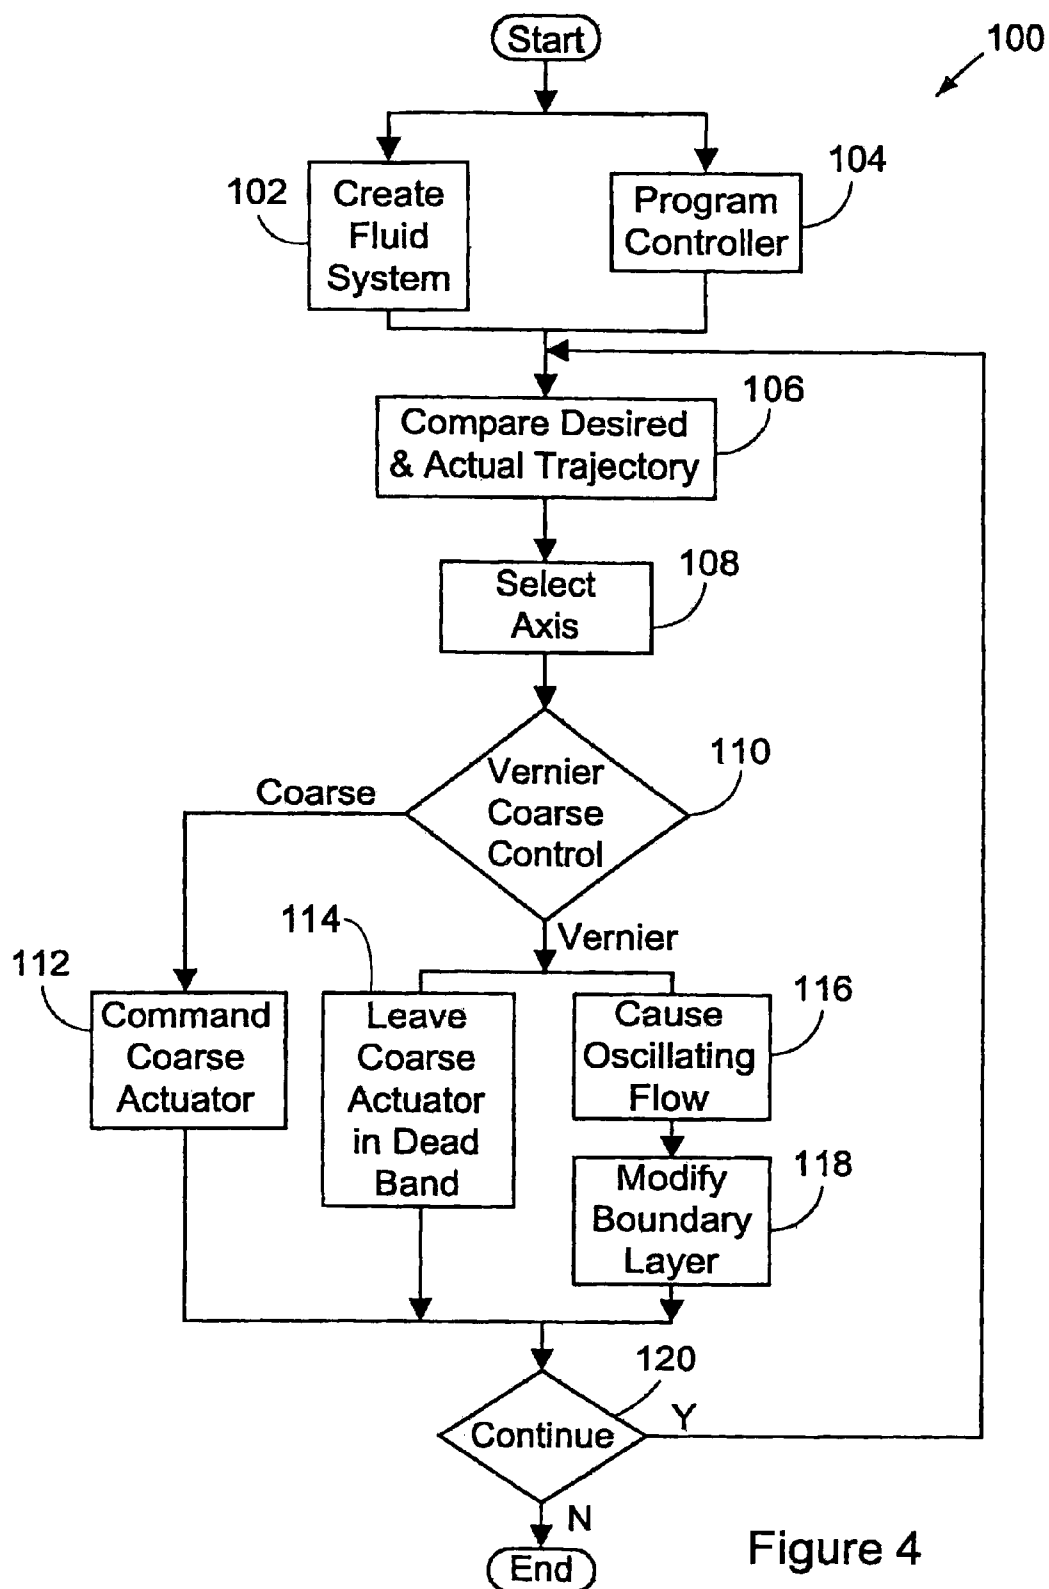 Start
100
102
Create
Fluid
System
104
Program
Controller
106
Compare Desired
& Actual Trajectory
108
Select
Axis
110
Vernier
Coarse
Control
Coarse
Vernier
112
Command
Coarse
Actuator
114
Leave
Coarse
Actuator
in Dead
Band
116
Cause
Oscillating
Flow
118
Modify
Boundary
Layer
120
Continue
Y
N
End
Figure 4